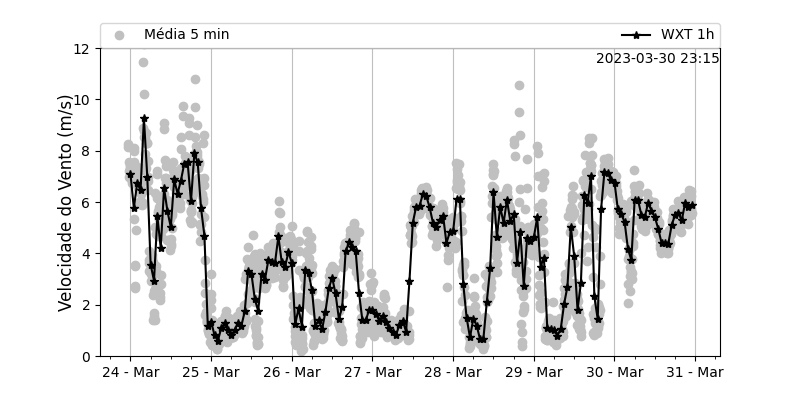 Média 5 min
WXT 1h
2023-03-30 23:15
Velocidade do Vento (m/s)
12
10
8
6
4
2
0
24 - Mar
25 - Mar
26 - Mar
27 - Mar
28 - Mar
29 - Mar
30 - Mar
31 - Mar